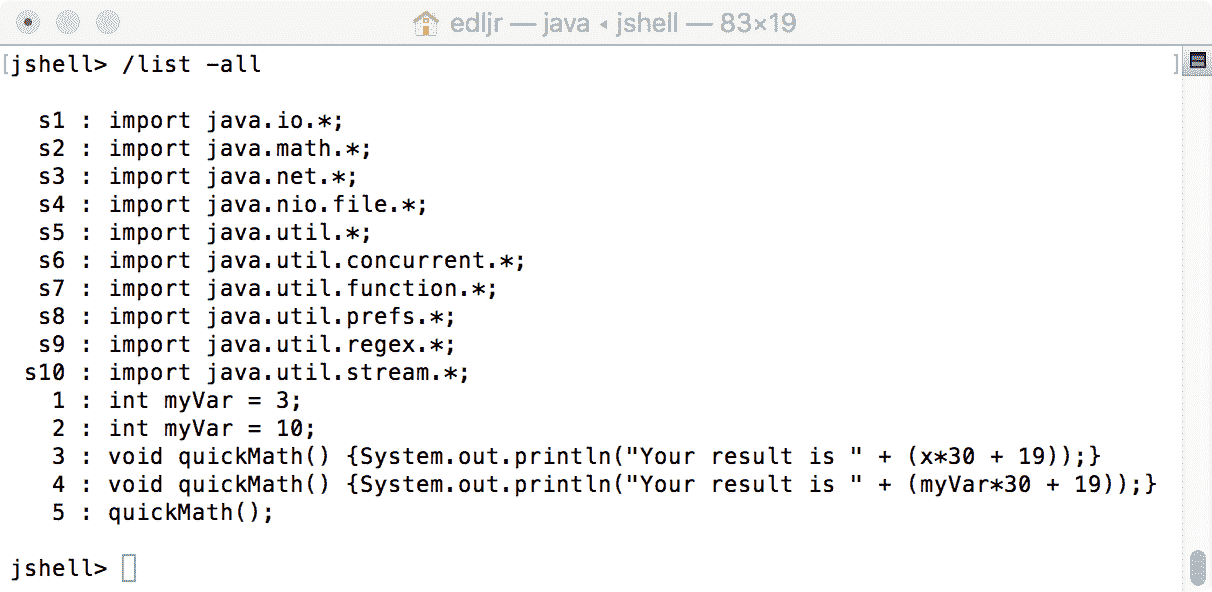 edljr — java ◂ jshell — 83×19
[jshell> /list -all ]
s1 : import java.io.*;
s2 : import java.math.*;
s3 : import java.net.*;
s4 : import java.nio.file.*;
s5 : import java.util.*;
s6 : import java.util.concurrent.*;
s7 : import java.util.function.*;
s8 : import java.util.prefs.*;
s9 : import java.util.regex.*;
s10 : import java.util.stream.*;
1 : int myVar = 3;
2 : int myVar = 10;
3 : void quickMath() {System.out.println("Your result is " + (x*30 + 19));}
4 : void quickMath() {System.out.println("Your result is " + (myVar*30 + 19));}
5 : quickMath();
jshell>